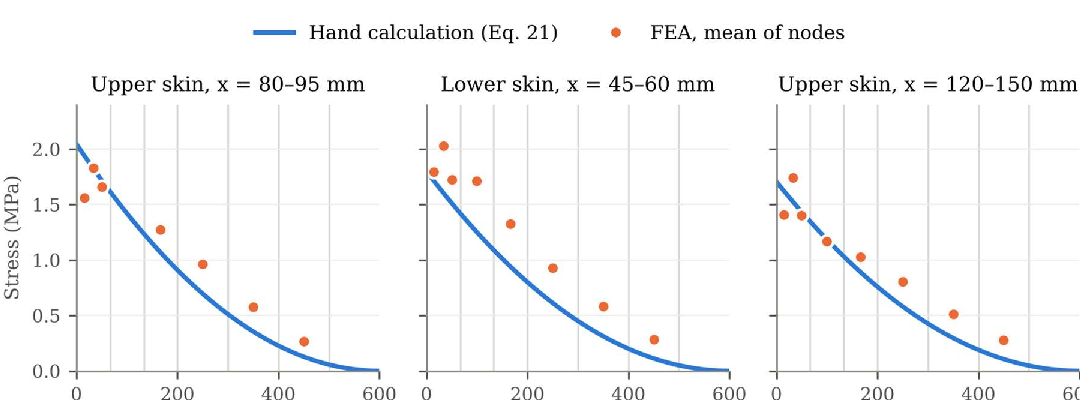 Hand calculation (Eq. 21) FEA, mean of nodes
Upper skin, x = 80–95 mm Lower skin, x = 45–60 mm Upper skin, x = 120–150 mm
Stress (MPa)
2.0
1.5
1.0
0.5
0.0
0 200 400 600 0 200 400 600 0 200 400